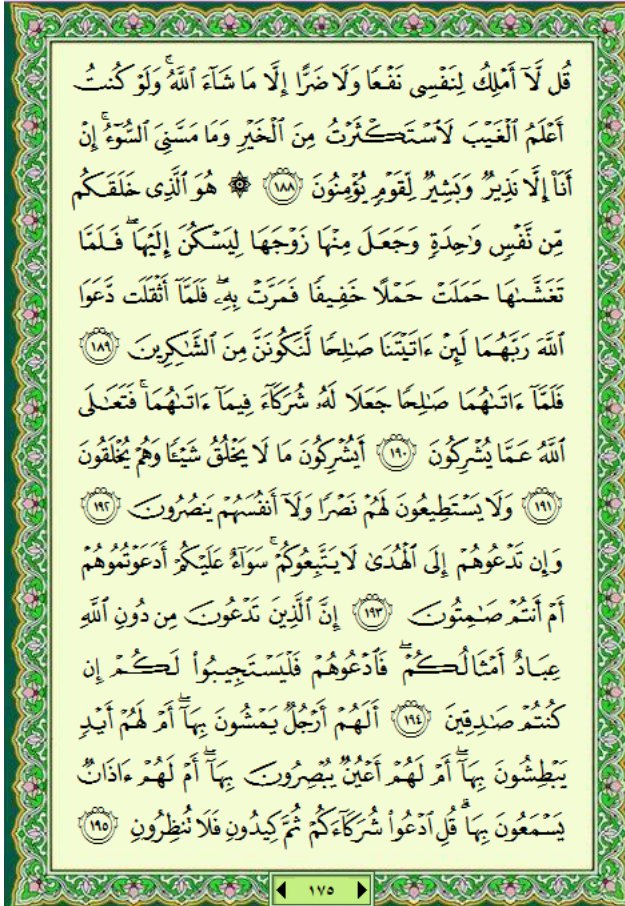 قُل لَّآ أَمۡلِكُ لِنَفۡسِى نَفۡعًا وَلَا ضَرًّا إِلَّا مَا شَآءَ ٱللَّهُۚ وَلَوۡ كُنتُ
أَعۡلَمُ ٱلۡغَيۡبَ لَٱسۡتَكۡثَرۡتُ مِنَ ٱلۡخَيۡرِ وَمَا مَسَّنِىَ ٱلسُّوٓءُۚ إِنۡ
أَنَا۠ إِلَّا نَذِيرٌ وَبَشِيرٌ لِّقَوۡمٍ يُؤۡمِنُونَ ١٨٨ ۞ هُوَ ٱلَّذِى خَلَقَكُم
مِّن نَّفۡسٍ وَٰحِدَةٍ وَجَعَلَ مِنۡهَا زَوۡجَهَا لِيَسۡكُنَ إِلَيۡهَاۖ فَلَمَّا
تَغَشَّىٰهَا حَمَلَتۡ حَمۡلًا خَفِيفًا فَمَرَّتۡ بِهِۦۖ فَلَمَّآ أَثۡقَلَت دَّعَوَا
ٱللَّهَ رَبَّهُمَا لَئِنۡ ءَاتَيۡتَنَا صَٰلِحًا لَّنَكُونَنَّ مِنَ ٱلشَّٰكِرِينَ ١٨٩
فَلَمَّآ ءَاتَىٰهُمَا صَٰلِحًا جَعَلَا لَهُۥ شُرَكَآءَ فِيمَآ ءَاتَىٰهُمَاۚ فَتَعَٰلَى
ٱللَّهُ عَمَّا يُشۡرِكُونَ ١٩٠ أَيُشۡرِكُونَ مَا لَا يَخۡلُقُ شَيۡـًٔا وَهُمۡ يُخۡلَقُونَ
١٩١ وَلَا يَسۡتَطِيعُونَ لَهُمۡ نَصۡرًا وَلَآ أَنفُسَهُمۡ يَنصُرُونَ ١٩٢
وَإِن تَدۡعُوهُمۡ إِلَى ٱلۡهُدَىٰ لَا يَتَّبِعُوكُمۡۚ سَوَآءٌ عَلَيۡكُمۡ أَدَعَوۡتُمُوهُمۡ
أَمۡ أَنتُمۡ صَٰمِتُونَ ١٩٣ إِنَّ ٱلَّذِينَ تَدۡعُونَ مِن دُونِ ٱللَّهِ
عِبَادٌ أَمۡثَالُكُمۡۖ فَٱدۡعُوهُمۡ فَلۡيَسۡتَجِيبُواْ لَكُمۡ إِن
كُنتُمۡ صَٰدِقِينَ ١٩٤ أَلَهُمۡ أَرۡجُلٌ يَمۡشُونَ بِهَآۖ أَمۡ لَهُمۡ أَيۡدٍ
يَبۡطِشُونَ بِهَآۖ أَمۡ لَهُمۡ أَعۡيُنٌ يُبۡصِرُونَ بِهَآۖ أَمۡ لَهُمۡ ءَاذَانٌ
يَسۡمَعُونَ بِهَاۗ قُلِ ٱدۡعُواْ شُرَكَآءَكُمۡ ثُمَّ كِيدُونِ فَلَا تُنظِرُونِ ١٩٥
١٧٥